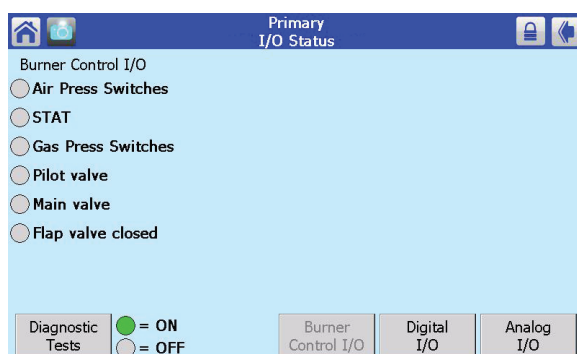 Primary
I/O Status
Burner Control I/O
Air Press Switches
STAT
Gas Press Switches
Pilot valve
Main valve
Flap valve closed
Diagnostic
Tests
= ON
= OFF
Burner
Control I/O
Digital
I/O
Analog
I/O